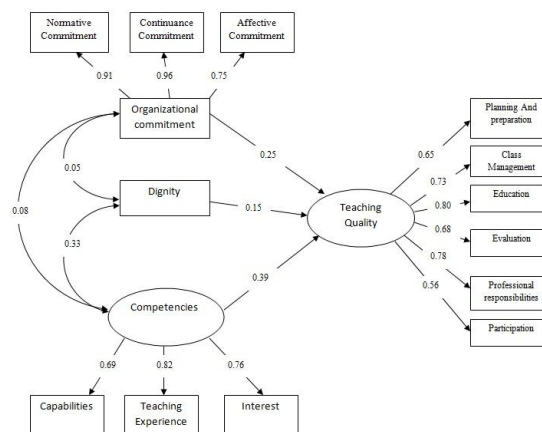 Normative
Commitment
Continuance
Commitment
Affective
Commitment
0.91
0.96
0.75
Organizational
commitment
0.25
0.05
0.08
Dignity
0.15
0.33
Teaching
Quality
Planning And
preparation
0.65
Class
Management
0.73
Education
0.80
Evaluation
0.68
Professional
responsibilities
0.78
Participation
0.56
0.39
Competencies
0.69
0.82
0.76
Capabilities
Teaching
Experience
Interest